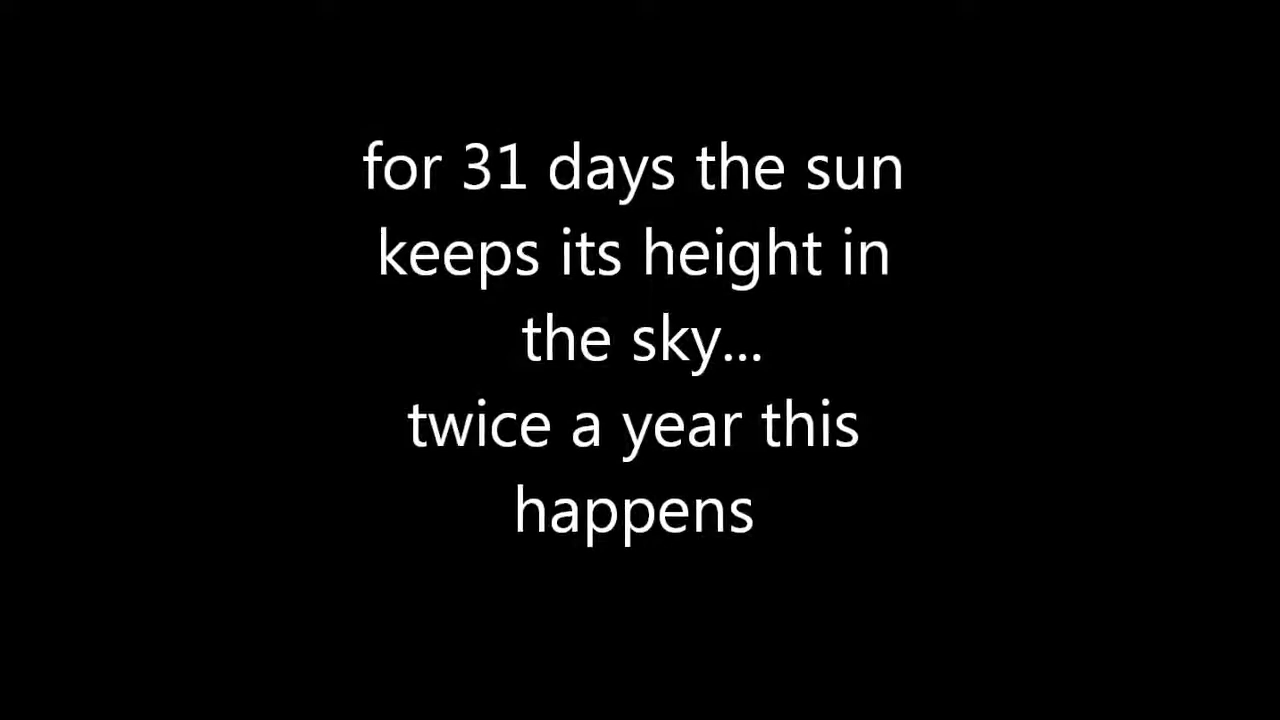 for 31 days the sun
keeps its height in
the sky...
twice a year this
happens